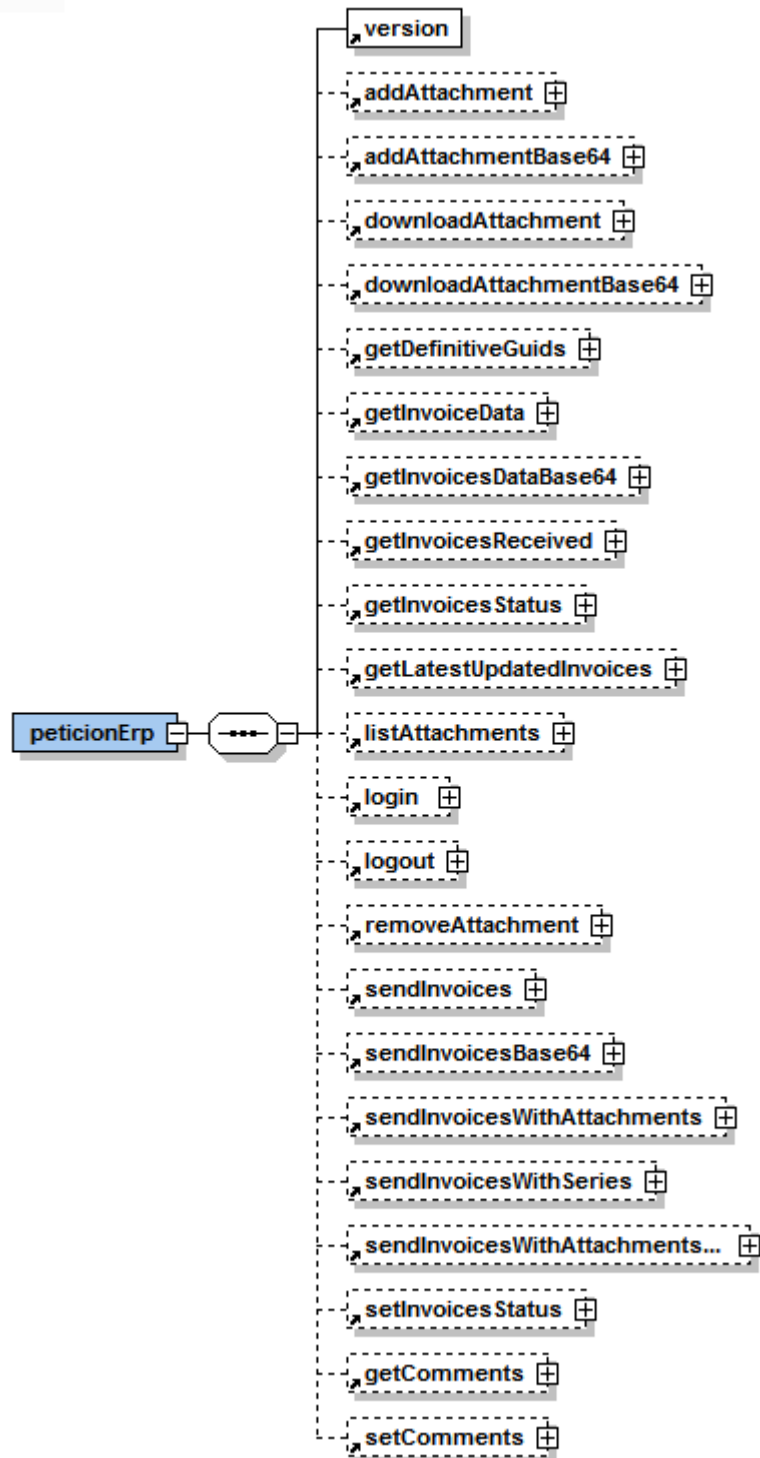 version
addAttachment
addAttachmentBase64
downloadAttachment
downloadAttachmentBase64
getDefinitiveGuids
getInvoiceData
getInvoicesDataBase64
getInvoicesReceived
getInvoicesStatus
getLatestUpdatedInvoices
peticionErp
listAttachments
login
logout
removeAttachment
sendInvoices
sendInvoicesBase64
sendInvoicesWithAttachments
sendInvoicesWithSeries
sendInvoicesWithAttachments...
setInvoicesStatus
getComments
setComments